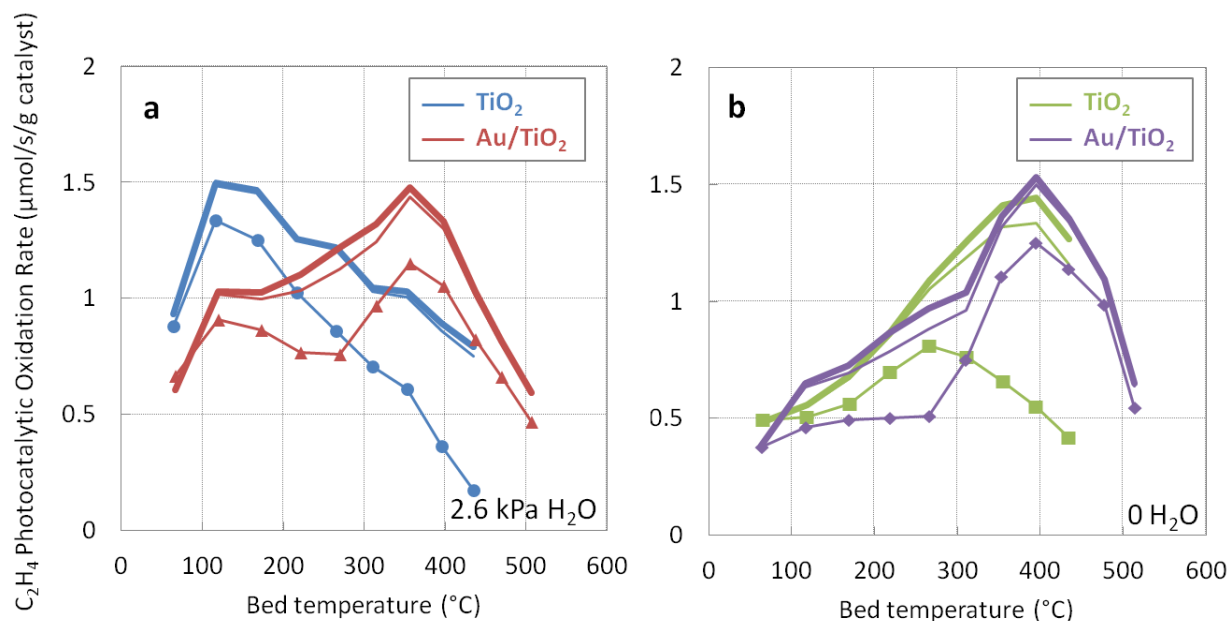 C₂H₄ Photocatalytic Oxidation Rate (µmol/s/g catalyst)
2
1.5
1
0.5
0
a
TiO₂
Au/TiO₂
2.6 kPa H₂O
0 100 200 300 400 500 600
Bed temperature (°C)
2
1.5
1
0.5
0
b
TiO₂
Au/TiO₂
0 H₂O
0 100 200 300 400 500 600
Bed temperature (°C)